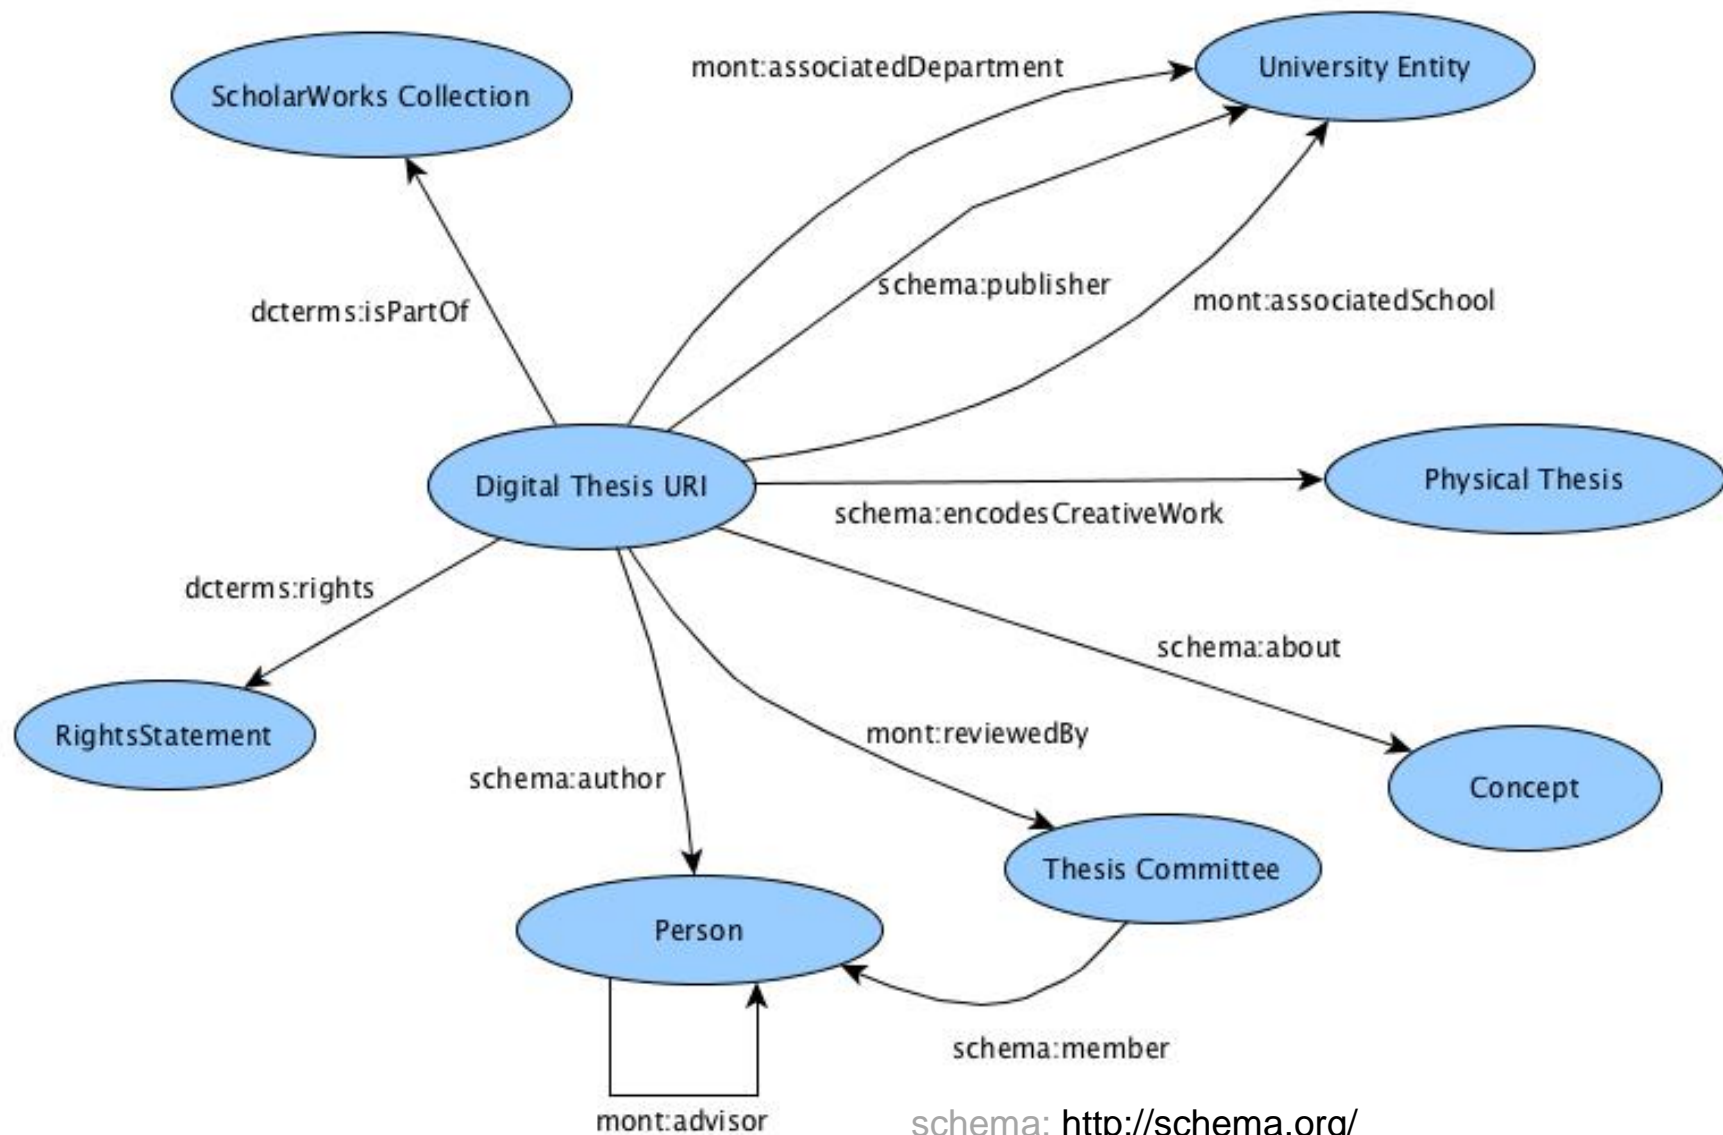 University Entity
mont:associatedDepartment
ScholarWorks Collection
schema:publisher
mont:associatedSchool
dcterms:isPartOf
Digital Thesis URI
Physical Thesis
schema:encodesCreativeWork
dcterms:rights
schema:about
RightsStatement
mont:reviewedBy
schema:author
Concept
Thesis Committee
Person
schema:member
mont:advisor
schema: http://schema.org/